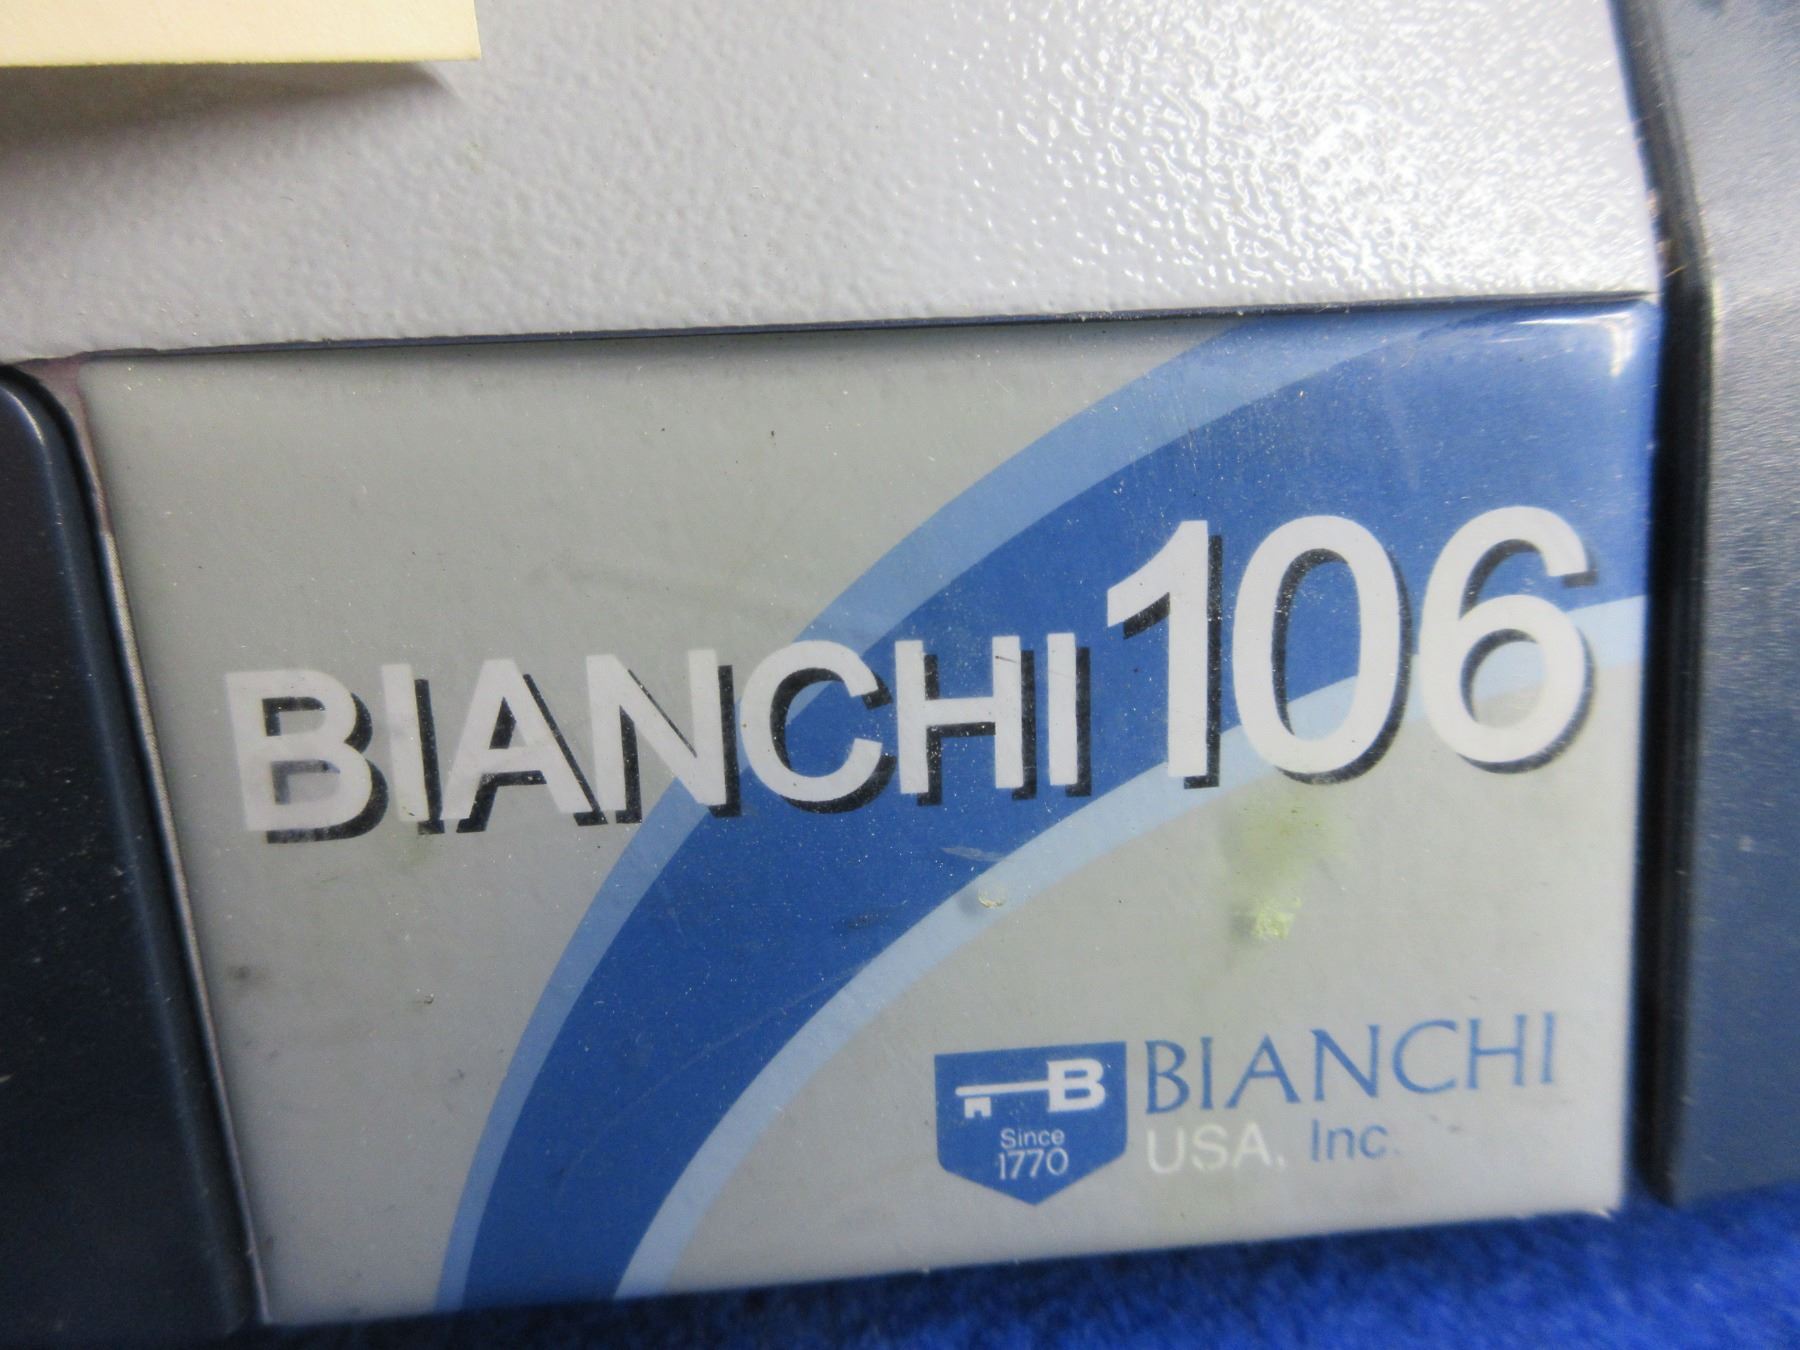 BIANCHI 106
B
Since
1770
BIANCHI
USA, Inc.